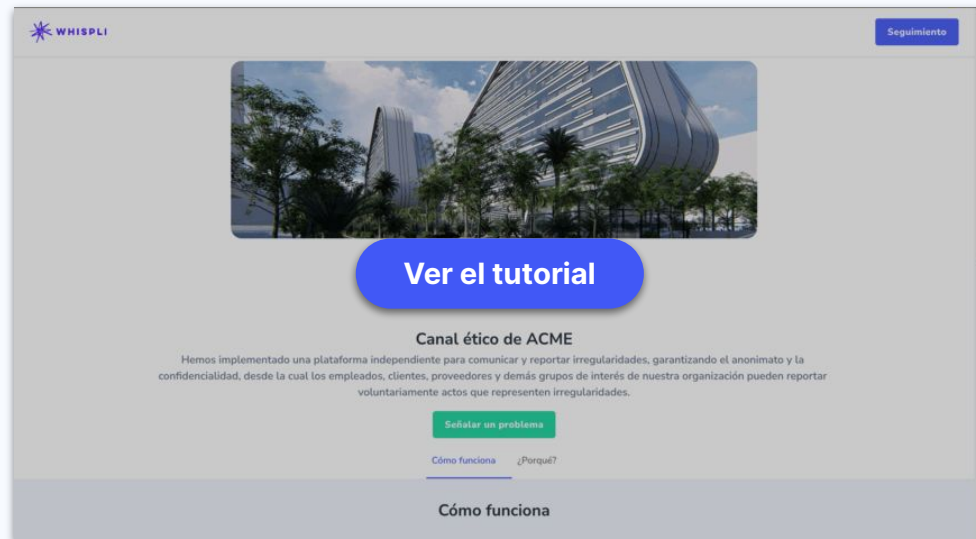 WHISPLI
Seguimiento
Ver el tutorial
Canal ético de ACME
Hemos implementado una plataforma independiente para comunicar y reportar irregularidades, garantizando el anonimato y la
confidencialidad, desde la cual los empleados, clientes, proveedores y demás grupos de interés de nuestra organización pueden reportar
voluntariamente actos que representen irregularidades.
Señalar un problema
Cómo funciona ¿Porqué?
Cómo funciona